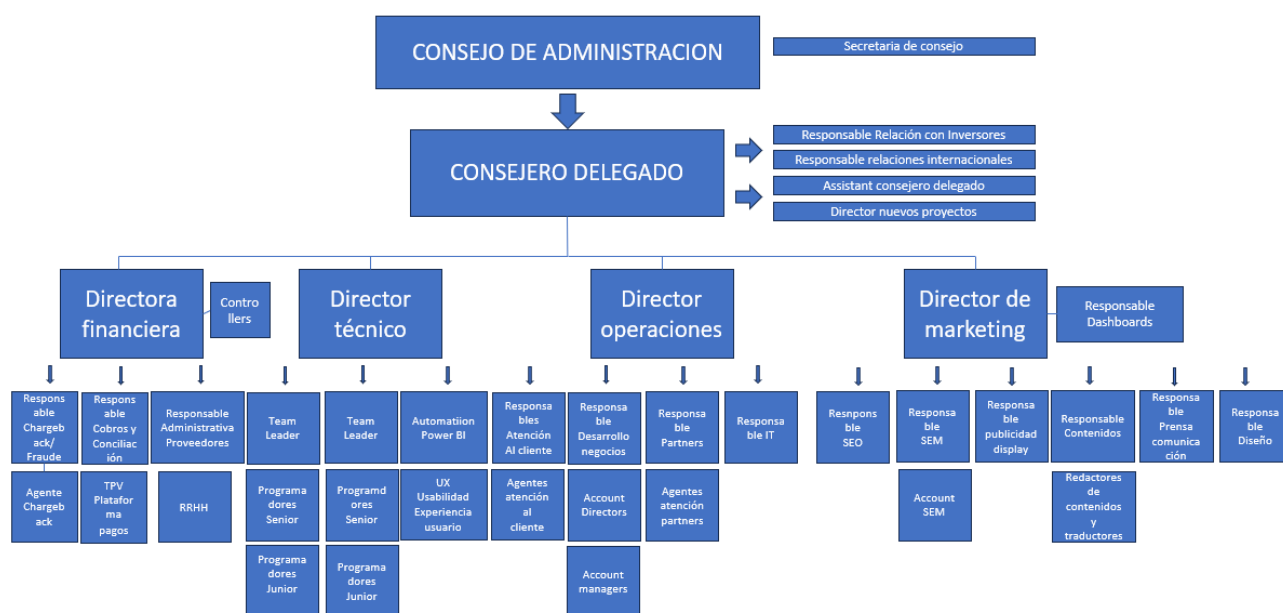 CONSEJO DE ADMINISTRACION
Secretaria de consejo
CONSEJERO DELEGADO
Responsable Relación con Inversores
Responsable relaciones internacionales
Assistant consejero delegado
Director nuevos proyectos
Directora
financiera
Contro
llers
Director
técnico
Director
operaciones
Director de
marketing
Responsable
Dashboards
Respons
able
Chargeb
ack/
Fraude
Respons
able
Cobros y
Conciliac
ión
Responsable
Administrativa
Proveedores
Team
Leader
Team
Leader
Automatiion
Power BI
Responsa
bles
Atención
Al cliente
Responsa
ble
Desarrollo
negocios
Responsa
ble
Partners
Responsa
ble IT
Respons
SEO
Responsa
ble
SEM
Responsa
ble
publicidad
display
Responsable
Contenidos
Responsa
ble
Prensa
comunica
ción
Responsa
ble
Diseño
Agente
Chargeb
ack
TPV
Platafor
ma
pagos
RRHH
Programa
dores
Senior
Programd
ores
Senior
UX
Usabilidad
Experiencia
usuario
Agentes
atención
al
cliente
Account
Directors
Agentes
atención
partners
Account
SEM
Redactores
de
contenidos
y
traductores
Programa
dores
Junior
Programa
dores
Junior
Account
managers